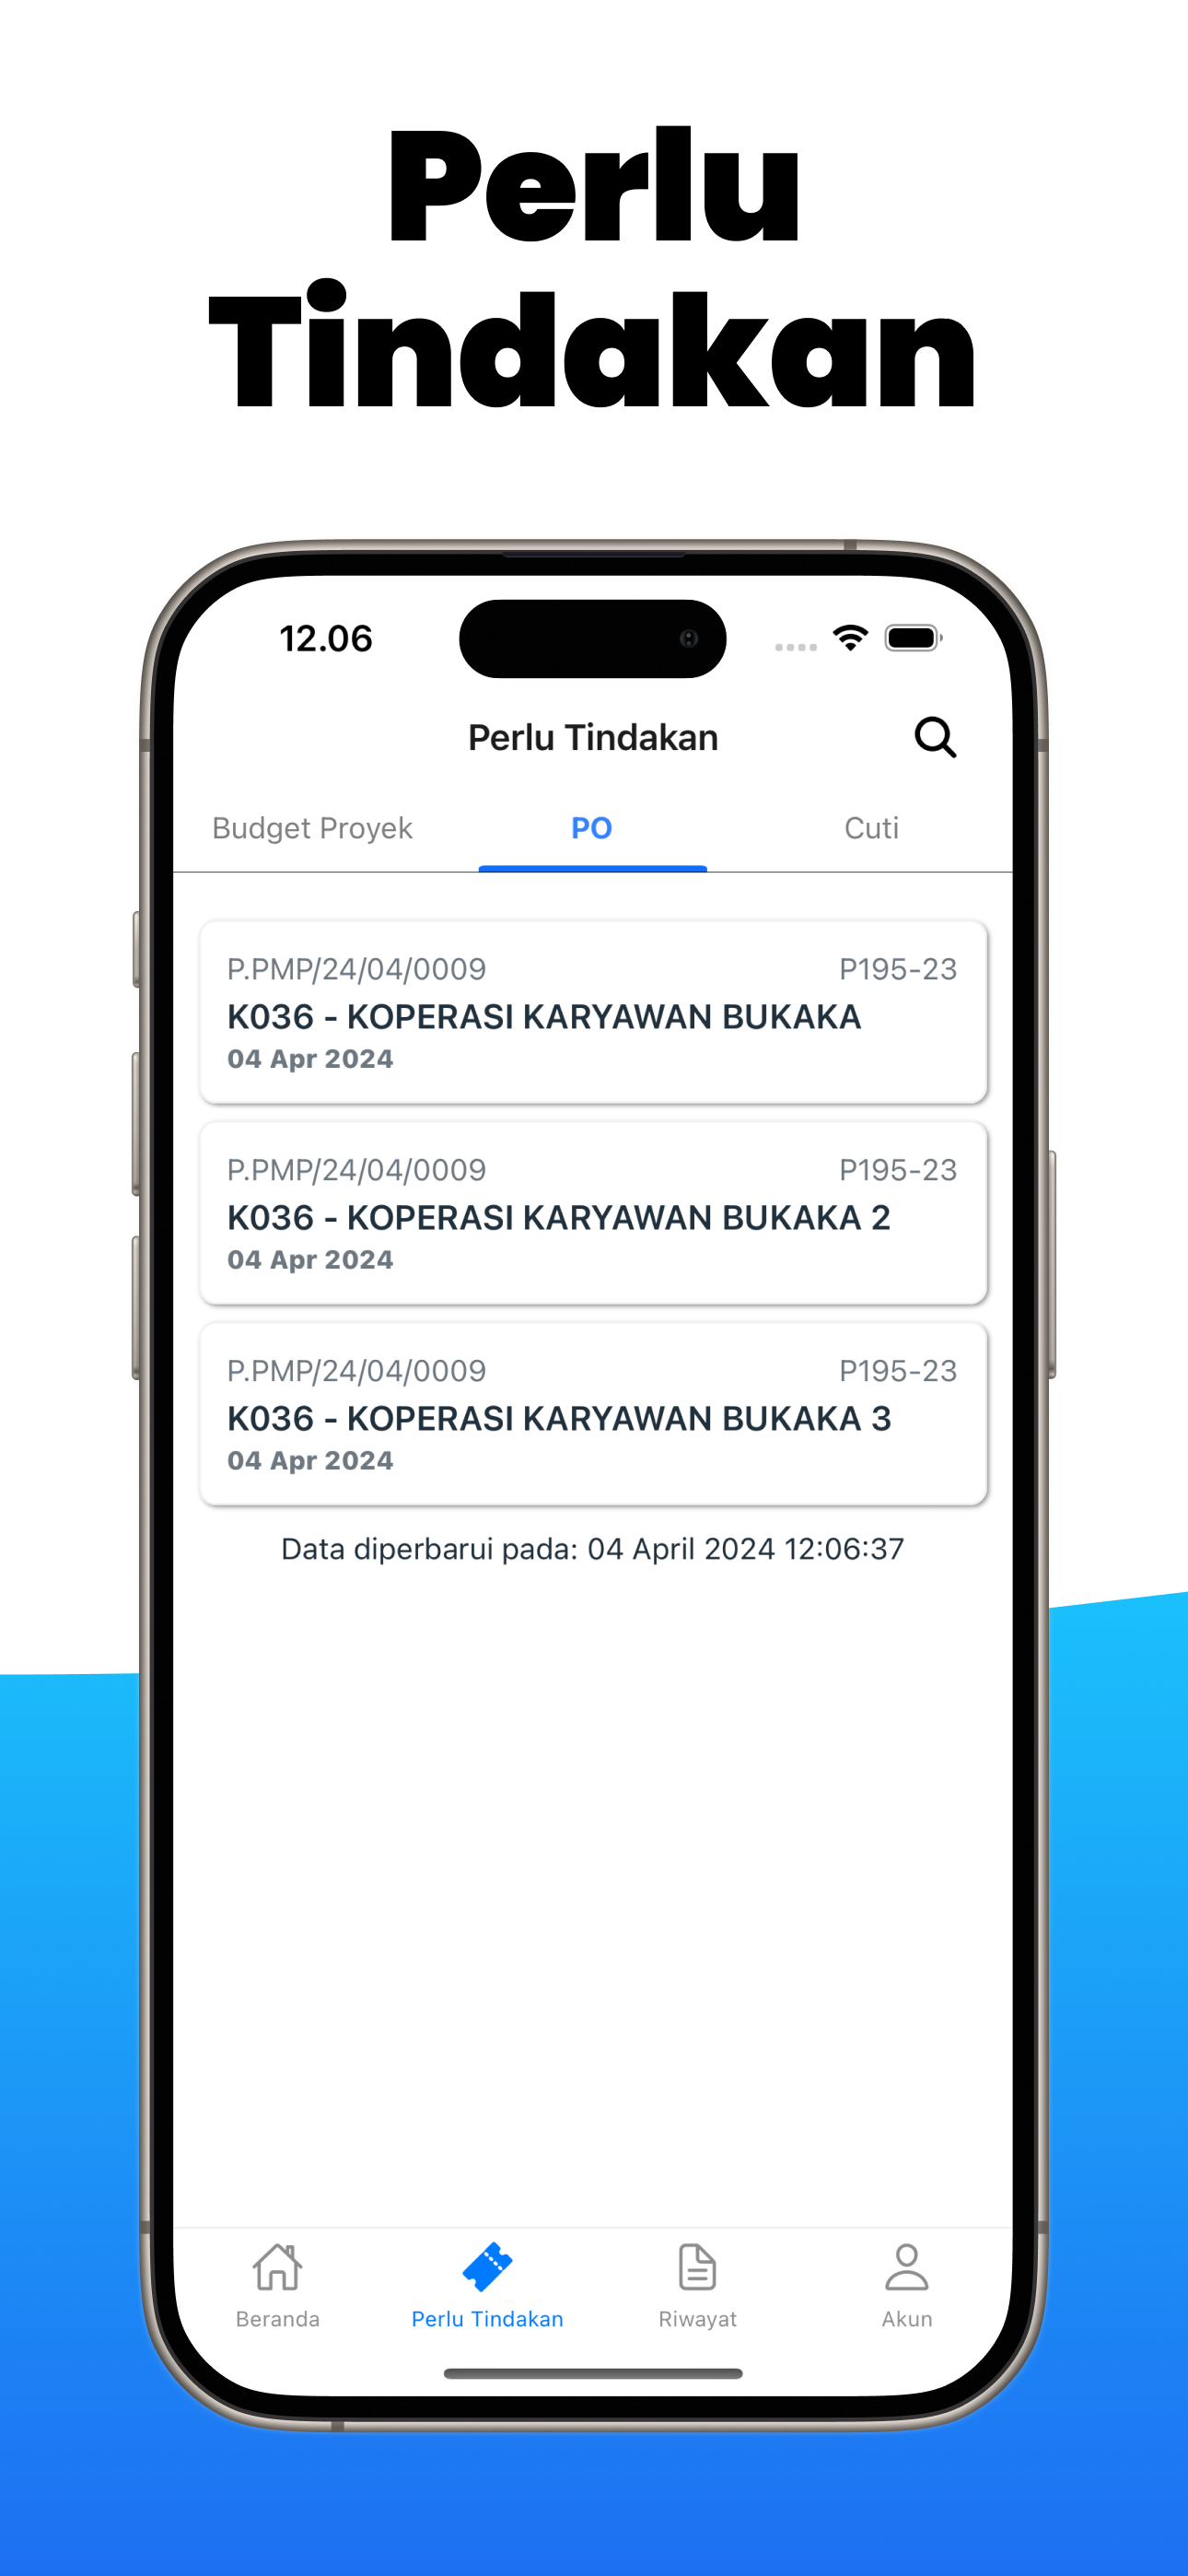 Perlu
Tindakan
12.06
Perlu Tindakan
Budget Proyek PO Cuti
P.PMP/24/04/0009 P195-23
K036 - KOPERASI KARYAWAN BUKAKA
04 Apr 2024
P.PMP/24/04/0009 P195-23
K036 - KOPERASI KARYAWAN BUKAKA 2
04 Apr 2024
P.PMP/24/04/0009 P195-23
K036 - KOPERASI KARYAWAN BUKAKA 3
04 Apr 2024
Data diperbarui pada: 04 April 2024 12:06:37
Beranda Perlu Tindakan Riwayat Akun